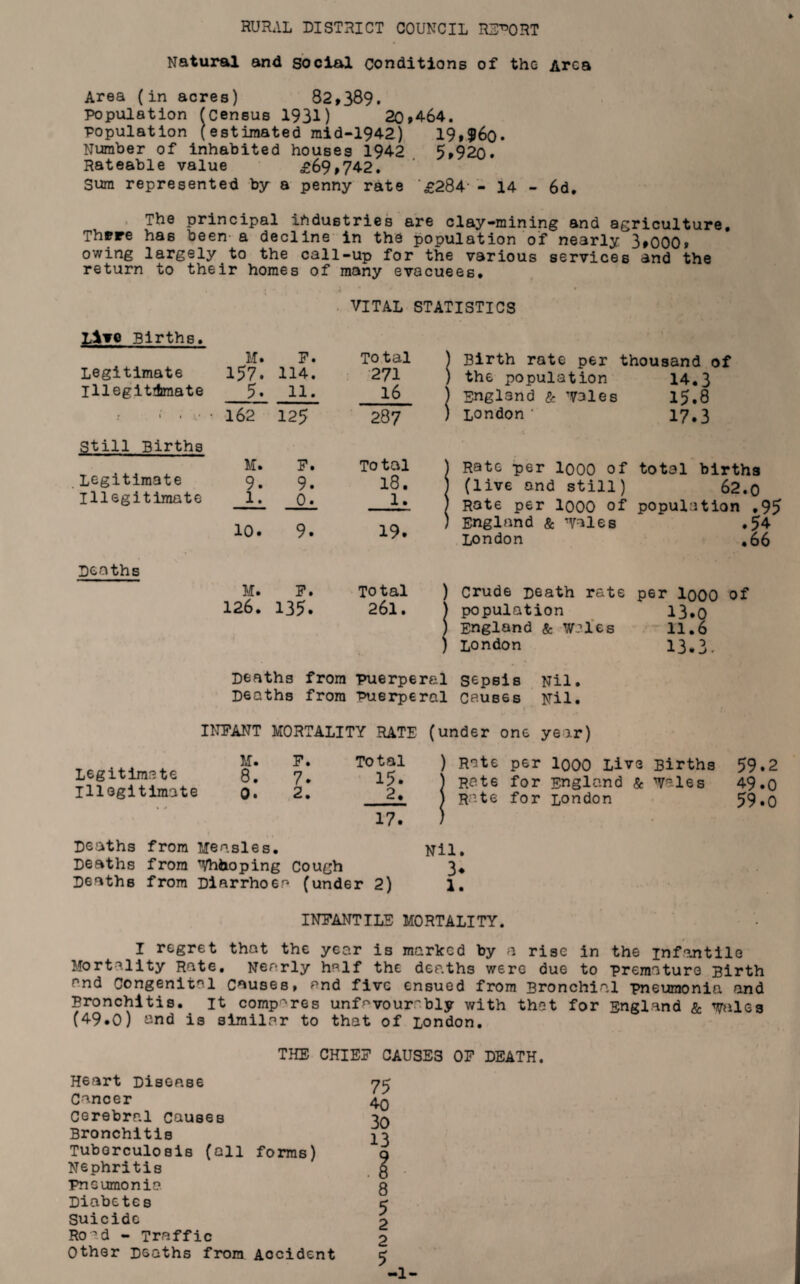 RURAL DISTRICT COUNCIL REPORT
Natural and Social Conditions of the Area
Area (in acres) 82,389.
Population (Census 1931) 20,464.
Population (estimated mid-1942) 19,960.
Number of inhabited houses 1942 5,920.
Rateable value £69,742.
Sum represented by a penny rate £284 - 14 - 6d.
The principal industries are clay-mining and agriculture.
There has been a decline in the population of nearly 3,000,
owing largely to the call-up for the various services and the
return to their homes of many evacuees.
VITAL STATISTICS
Live Births.
M. F. Total ) Birth rate per thousand of
Legitimate 157. 114. 271 ) the population 14.3
Illegitimate 5. 11. 16 ) England & Wales 15.8
162 125 287 ) London 17.3
Still Births
M. F. Total ) Rate per 1000 of total births
Legitimate 9. 9. 18. ) (live and still) 62.0
Illegitimate 1. 0. 1. ) Rate per 1000 of population .95
10. 9. 19. ) England & Wales .54
London .66
Deaths
M. F. Total ) Crude Death rate per 1000 of
126. 135. 261. ) population 13.0
) England & Wales 11.6
) London 13.3.
Deaths from Puerperal Sepsis Nil.
Deaths from Puerperal Causes Nil.
INFANT MORTALITY RATE (under one year)
M. F. Total ) Rate per 1000 Live Births 59.2
Legitimate 8. 7. 15. ) Rate for England & Wales 49.0
Illegitimate 0. 2. 2. ) Rate for London 59.0
17. )
Deaths from Measles. Nil.
Deaths from Whooping Cough 3.
Deaths from Diarrhoea (under 2) 1.
INFANTILE MORTALITY.
I regret that the year is marked by a rise in the Infantile
Mortality Rate. Nearly half the deaths were due to Premature Birth
and Congenital Causes, and five ensued from Bronchial Pneumonia and
Bronchitis. It compares unfavourably with that for England & Wales
(49.0) and is similar to that of London.
THE CHIEF CAUSES OF DEATH.
Heart Disease 75
Cancer 40
Cerebral Causes 30
Bronchitis 13
Tuberculosis (all forms) 9
Nephritis 8
Pneumonia 8
Diabetes 5
Suicide 2
Road - Traffic 2
Other Deaths from Accident 5
-1-